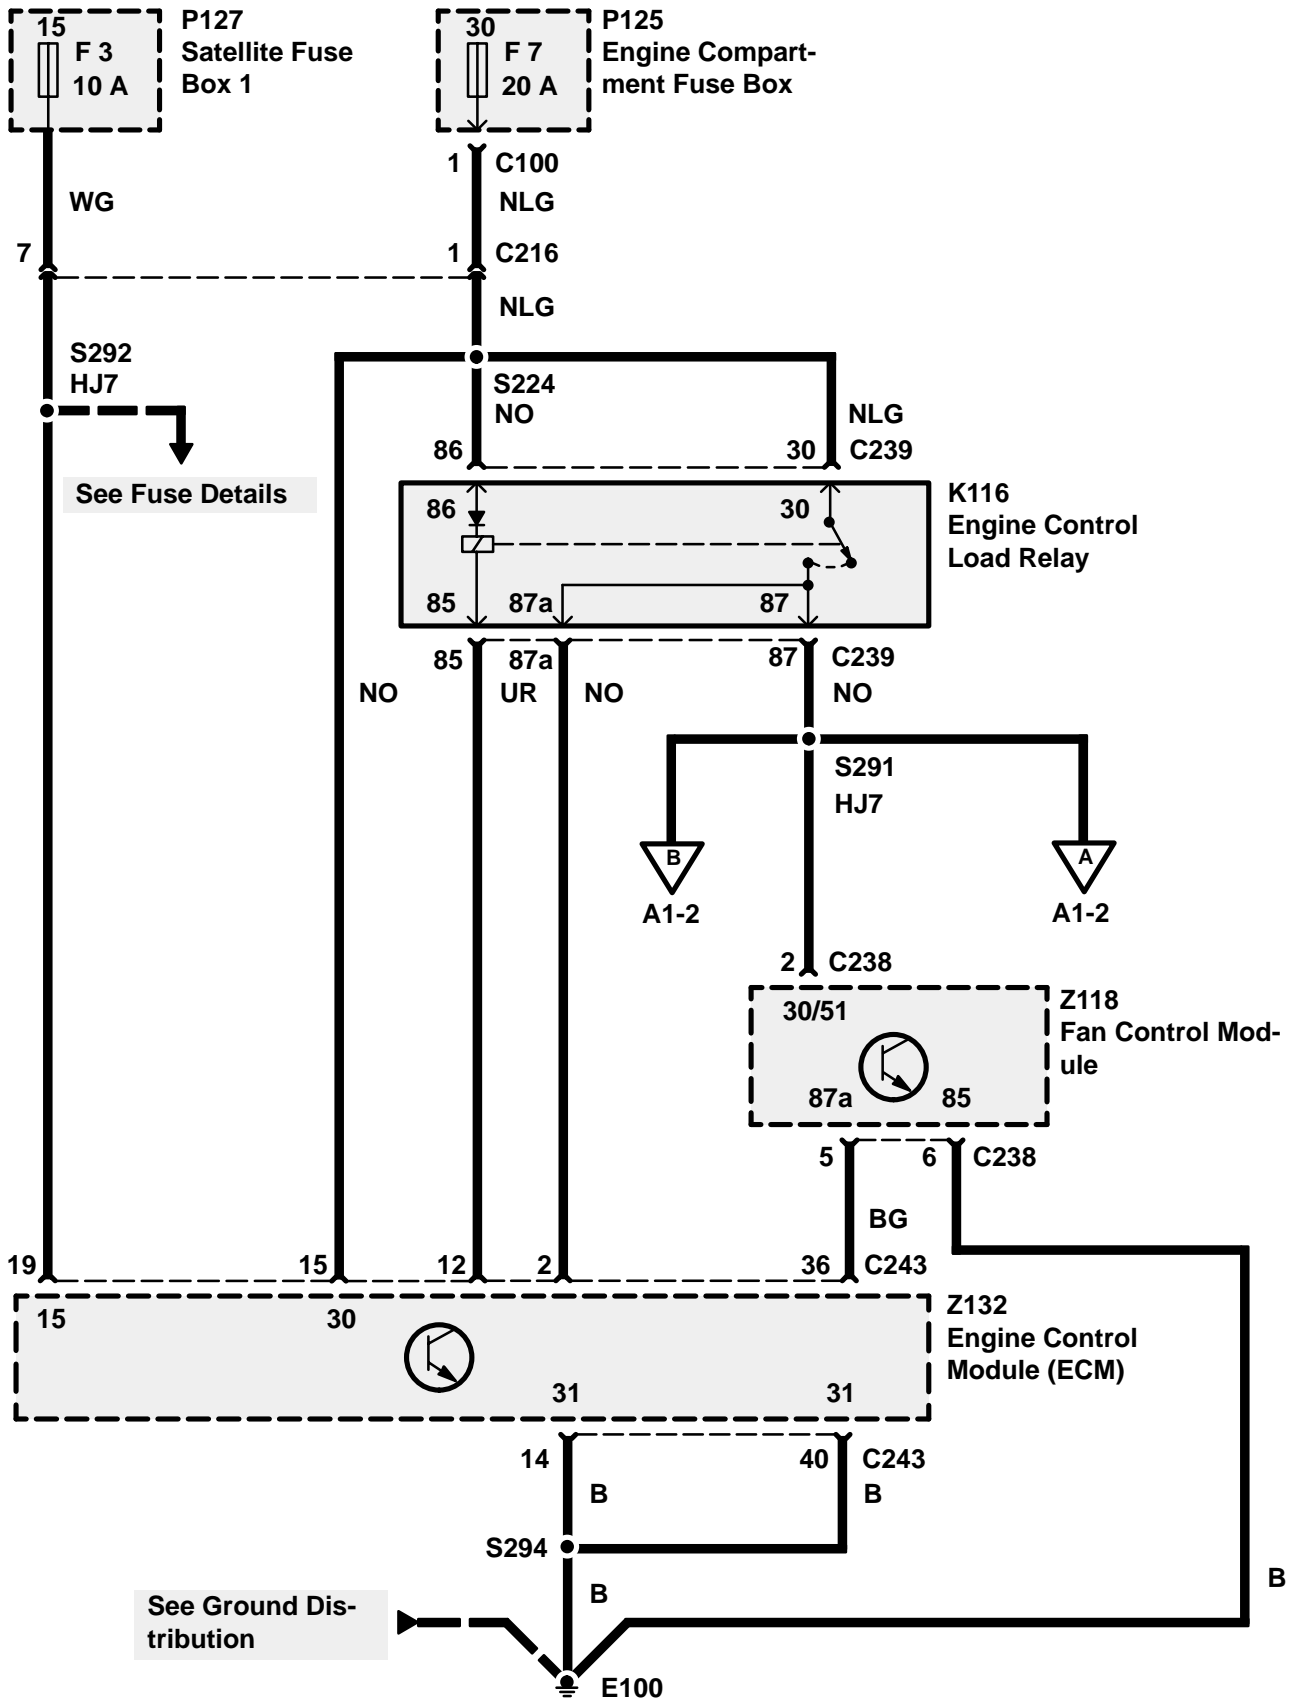 15
F 3
10 A
P127
Satellite Fuse
Box 1
30
F 7
20 A
P125
Engine Compart-
ment Fuse Box
1 C100
WG
NLG
7
1 C216
NLG
S292
HJ7
S224
NO
NLG
86
30 C239
See Fuse Details
86
30
K116
Engine Control
Load Relay
85 87a 87
85 87a 87 C239
NO UR NO NO
S291
HJ7
B
A
A1-2
A1-2
2 C238
30/51
Z118
Fan Control Mod-
ule
87a 85
5 6 C238
BG
19 15 12 2 36 C243
15 30
Z132
Engine Control
Module (ECM)
31 31
14 40 C243
B B
S294
B
B
See Ground Dis-
tribution
E100